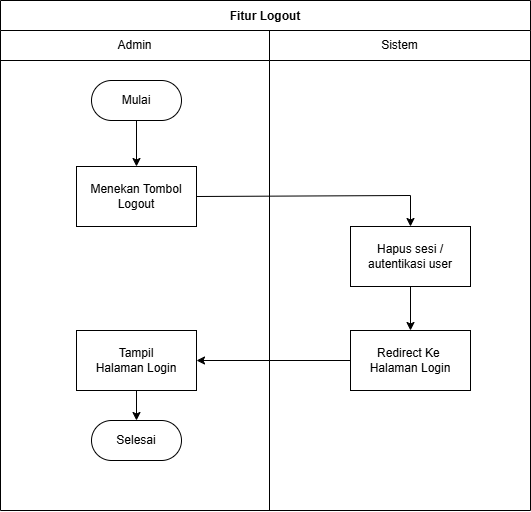 Fitur Logout
Admin
Sistem
Mulai
Menekan Tombol
Logout
Hapus sesi /
autentikasi user
Redirect Ke
Halaman Login
Tampil
Halaman Login
Selesai